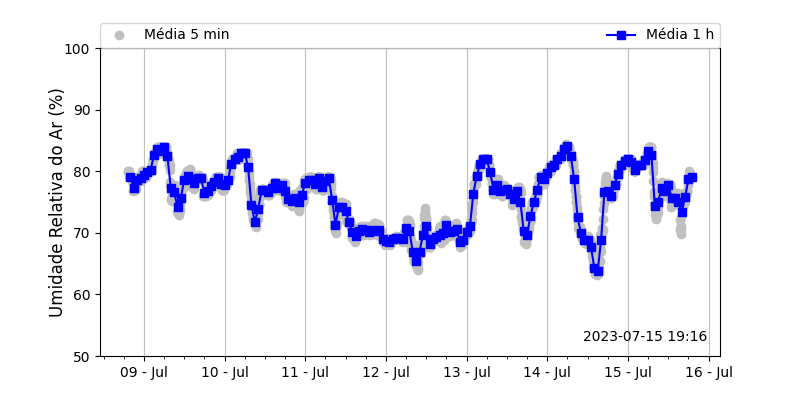 Média 5 min
Média 1 h
Umidade Relativa do Ar (%)
100
90
80
70
60
50
2023-07-15 19:16
09 - Jul
10 - Jul
11 - Jul
12 - Jul
13 - Jul
14 - Jul
15 - Jul
16 - Jul